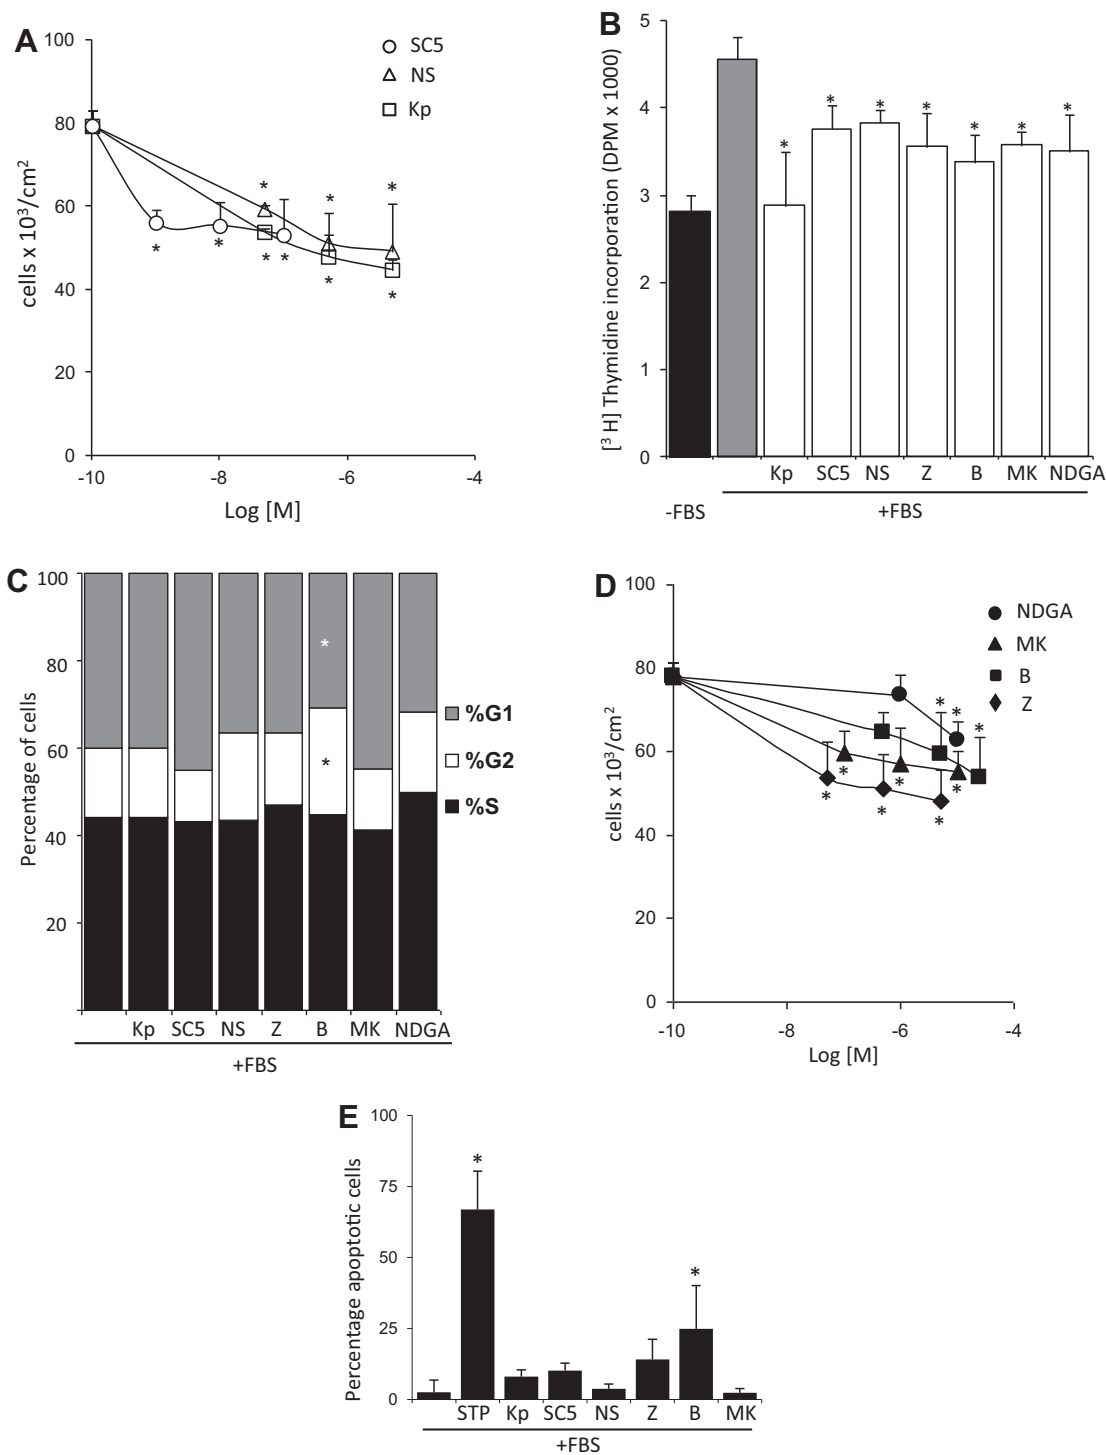 A
100
80
60
40
20
0
-10
-8
-6
-4
Log [M]
cells x 10³/cm²
SC5
NS
Kp
*
*
*
*
*
*
*
*
B
5
4
3
2
1
0
[³ H] Thymidine incorporation (DPM x 1000)
* * * * * * *
Kp SC5 NS Z B MK NDGA
-FBS +FBS
C
100
80
60
40
20
Percentage of cells
*
*
%G1
%G2
%S
Kp SC5 NS Z B MK NDGA
+FBS
D
100
80
60
40
20
0
cells x 10³/cm²
NDGA
MK
B
Z
* * *
* * *
* * *
-10 -8 -6 -4
Log [M]
E
100
75
50
25
0
Percentage apoptotic cells
*
*
STP Kp SC5 NS Z B MK
+FBS